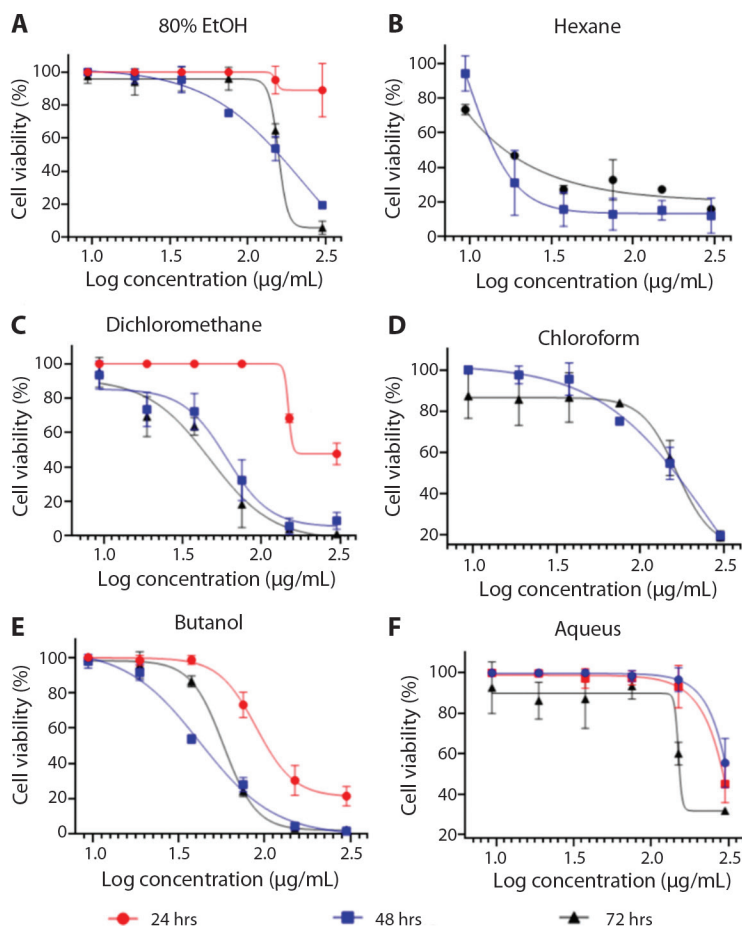 A
80% EtOH
Cell viability (%)
100
80
60
40
20
0
1.0 1.5 2.0 2.5
Log concentration (µg/mL)
B
Hexane
Cell viability (%)
100
80
60
40
20
0
1.0 1.5 2.0 2.5
Log concentration (µg/mL)
C
Dichloromethane
Cell viability (%)
100
80
60
40
20
0
1.0 1.5 2.0 2.5
Log concentration (µg/mL)
D
Chloroform
Cell viability (%)
100
80
60
40
20
1.0 1.5 2.0 2.5
Log concentration (µg/mL)
E
Butanol
Cell viability (%)
100
80
60
40
20
0
1.0 1.5 2.0 2.5
Log concentration (µg/mL)
F
Aqueus
Cell viability (%)
100
80
60
40
20
1.0 1.5 2.0 2.5
Log concentration (µg/mL)
24 hrs 48 hrs 72 hrs